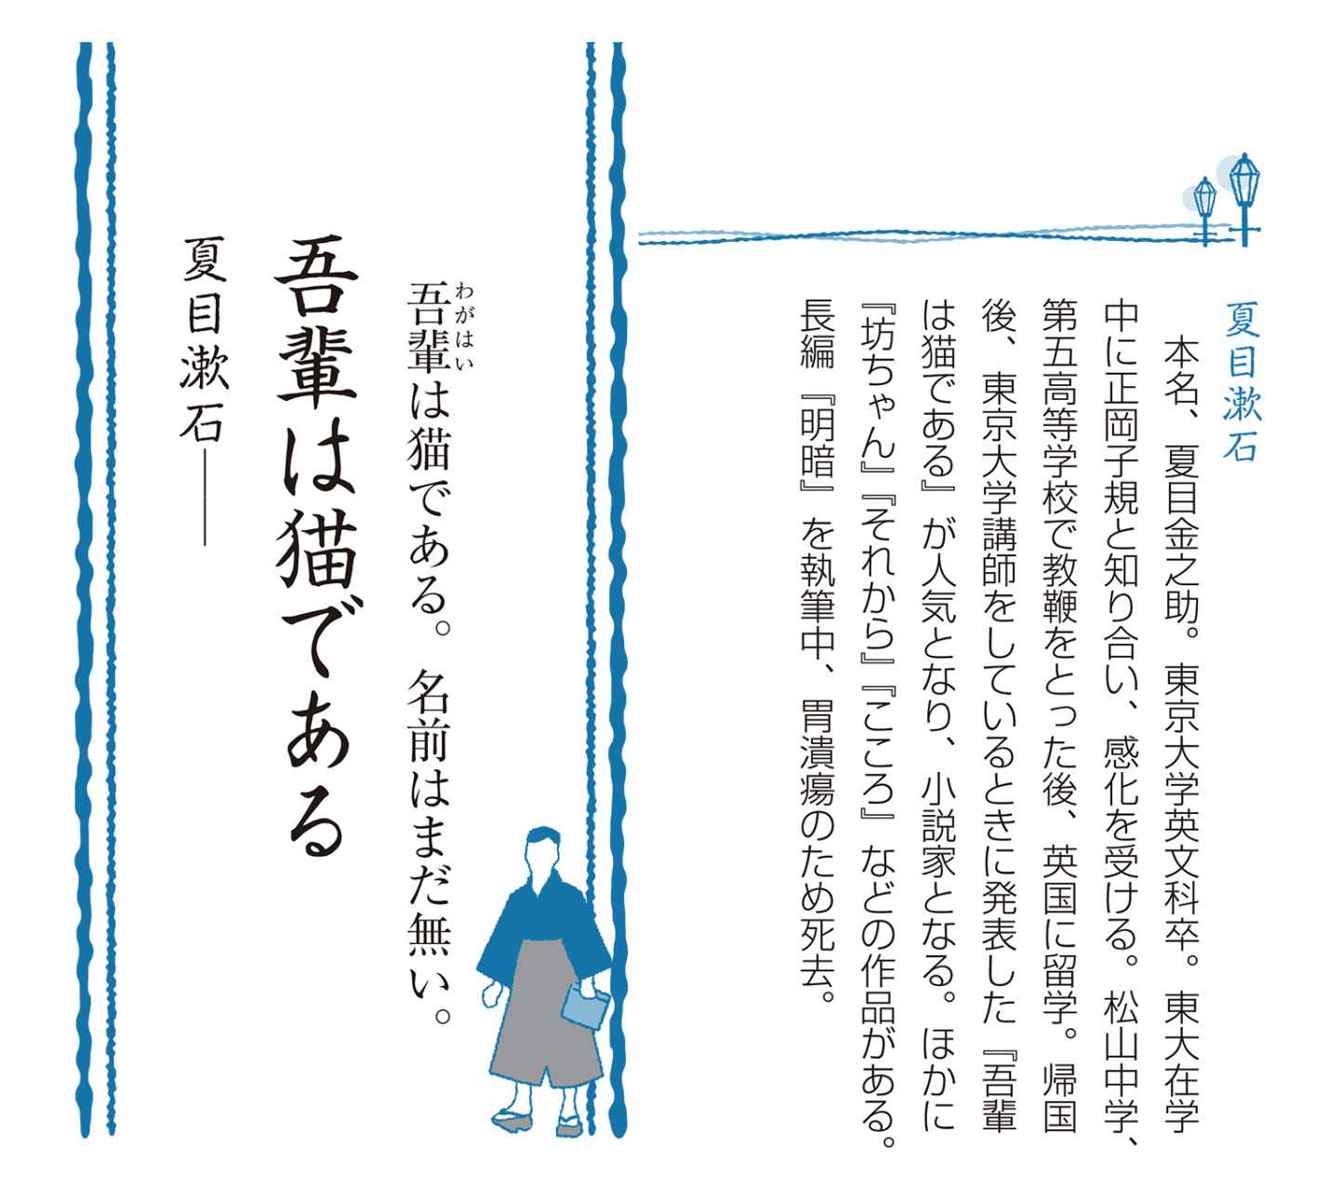 夏目漱石
本名、夏目金之助。東京大学英文科卒。東大在学
中に正岡子規と知り合い、感化を受ける。松山中学、
第五高等学校で教鞭をとった後、英国に留学。帰国
後、東京大学講師をしているときに発表した『吾輩
は猫である』が人気となり、小説家となる。ほかに
『坊ちゃん』『それから』『こころ』などの作品がある。
長編『明暗』を執筆中、胃潰瘍のため死去。
わがはい
吾輩は猫である。名前はまだ無い。
吾輩は猫である
夏目漱石――